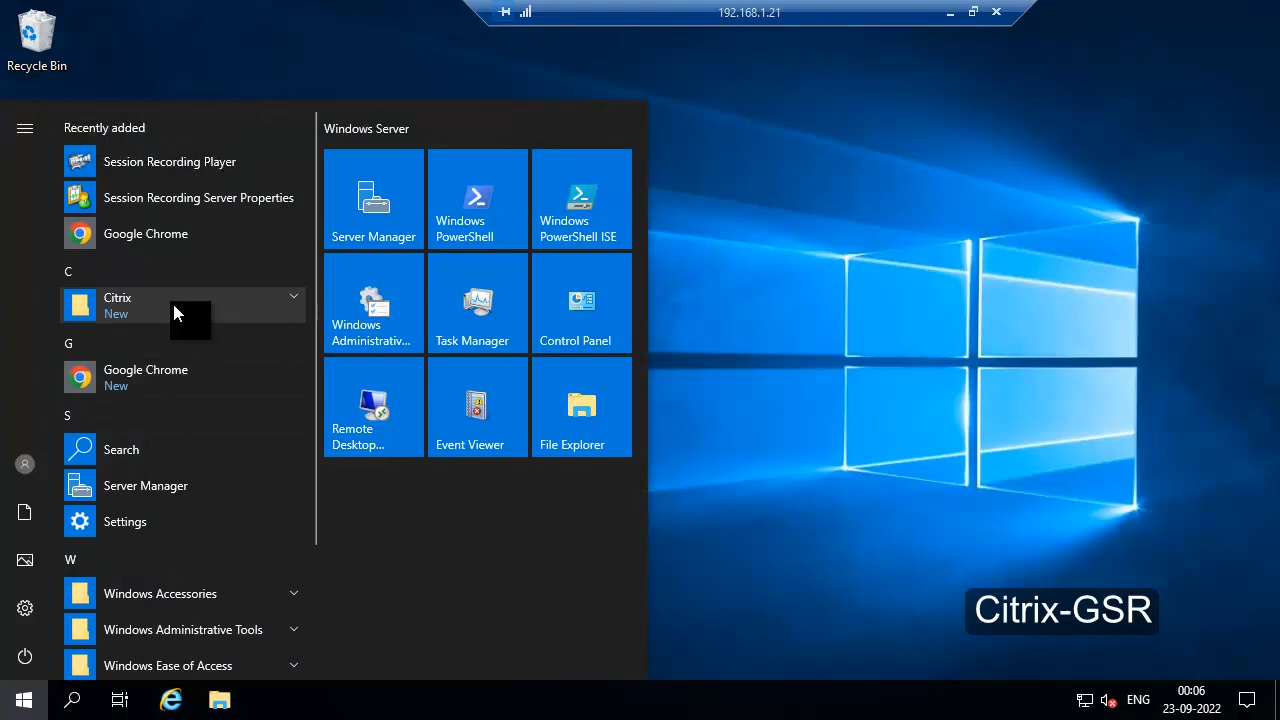 192.168.1.21
Recycle Bin
Recently added
Session Recording Player
Session Recording Server Properties
Google Chrome
C
Citrix
New
G
Google Chrome
New
S
Search
Server Manager
Settings
W
Windows Accessories
Windows Administrative Tools
Windows Ease of Access
Windows Server
Server Manager
Windows
PowerShell
Windows
PowerShell ISE
Windows
Administrativ...
Task Manager
Control Panel
Remote
Desktop...
Event Viewer
File Explorer
Citrix-GSR
ENG
00:06
23-09-2022